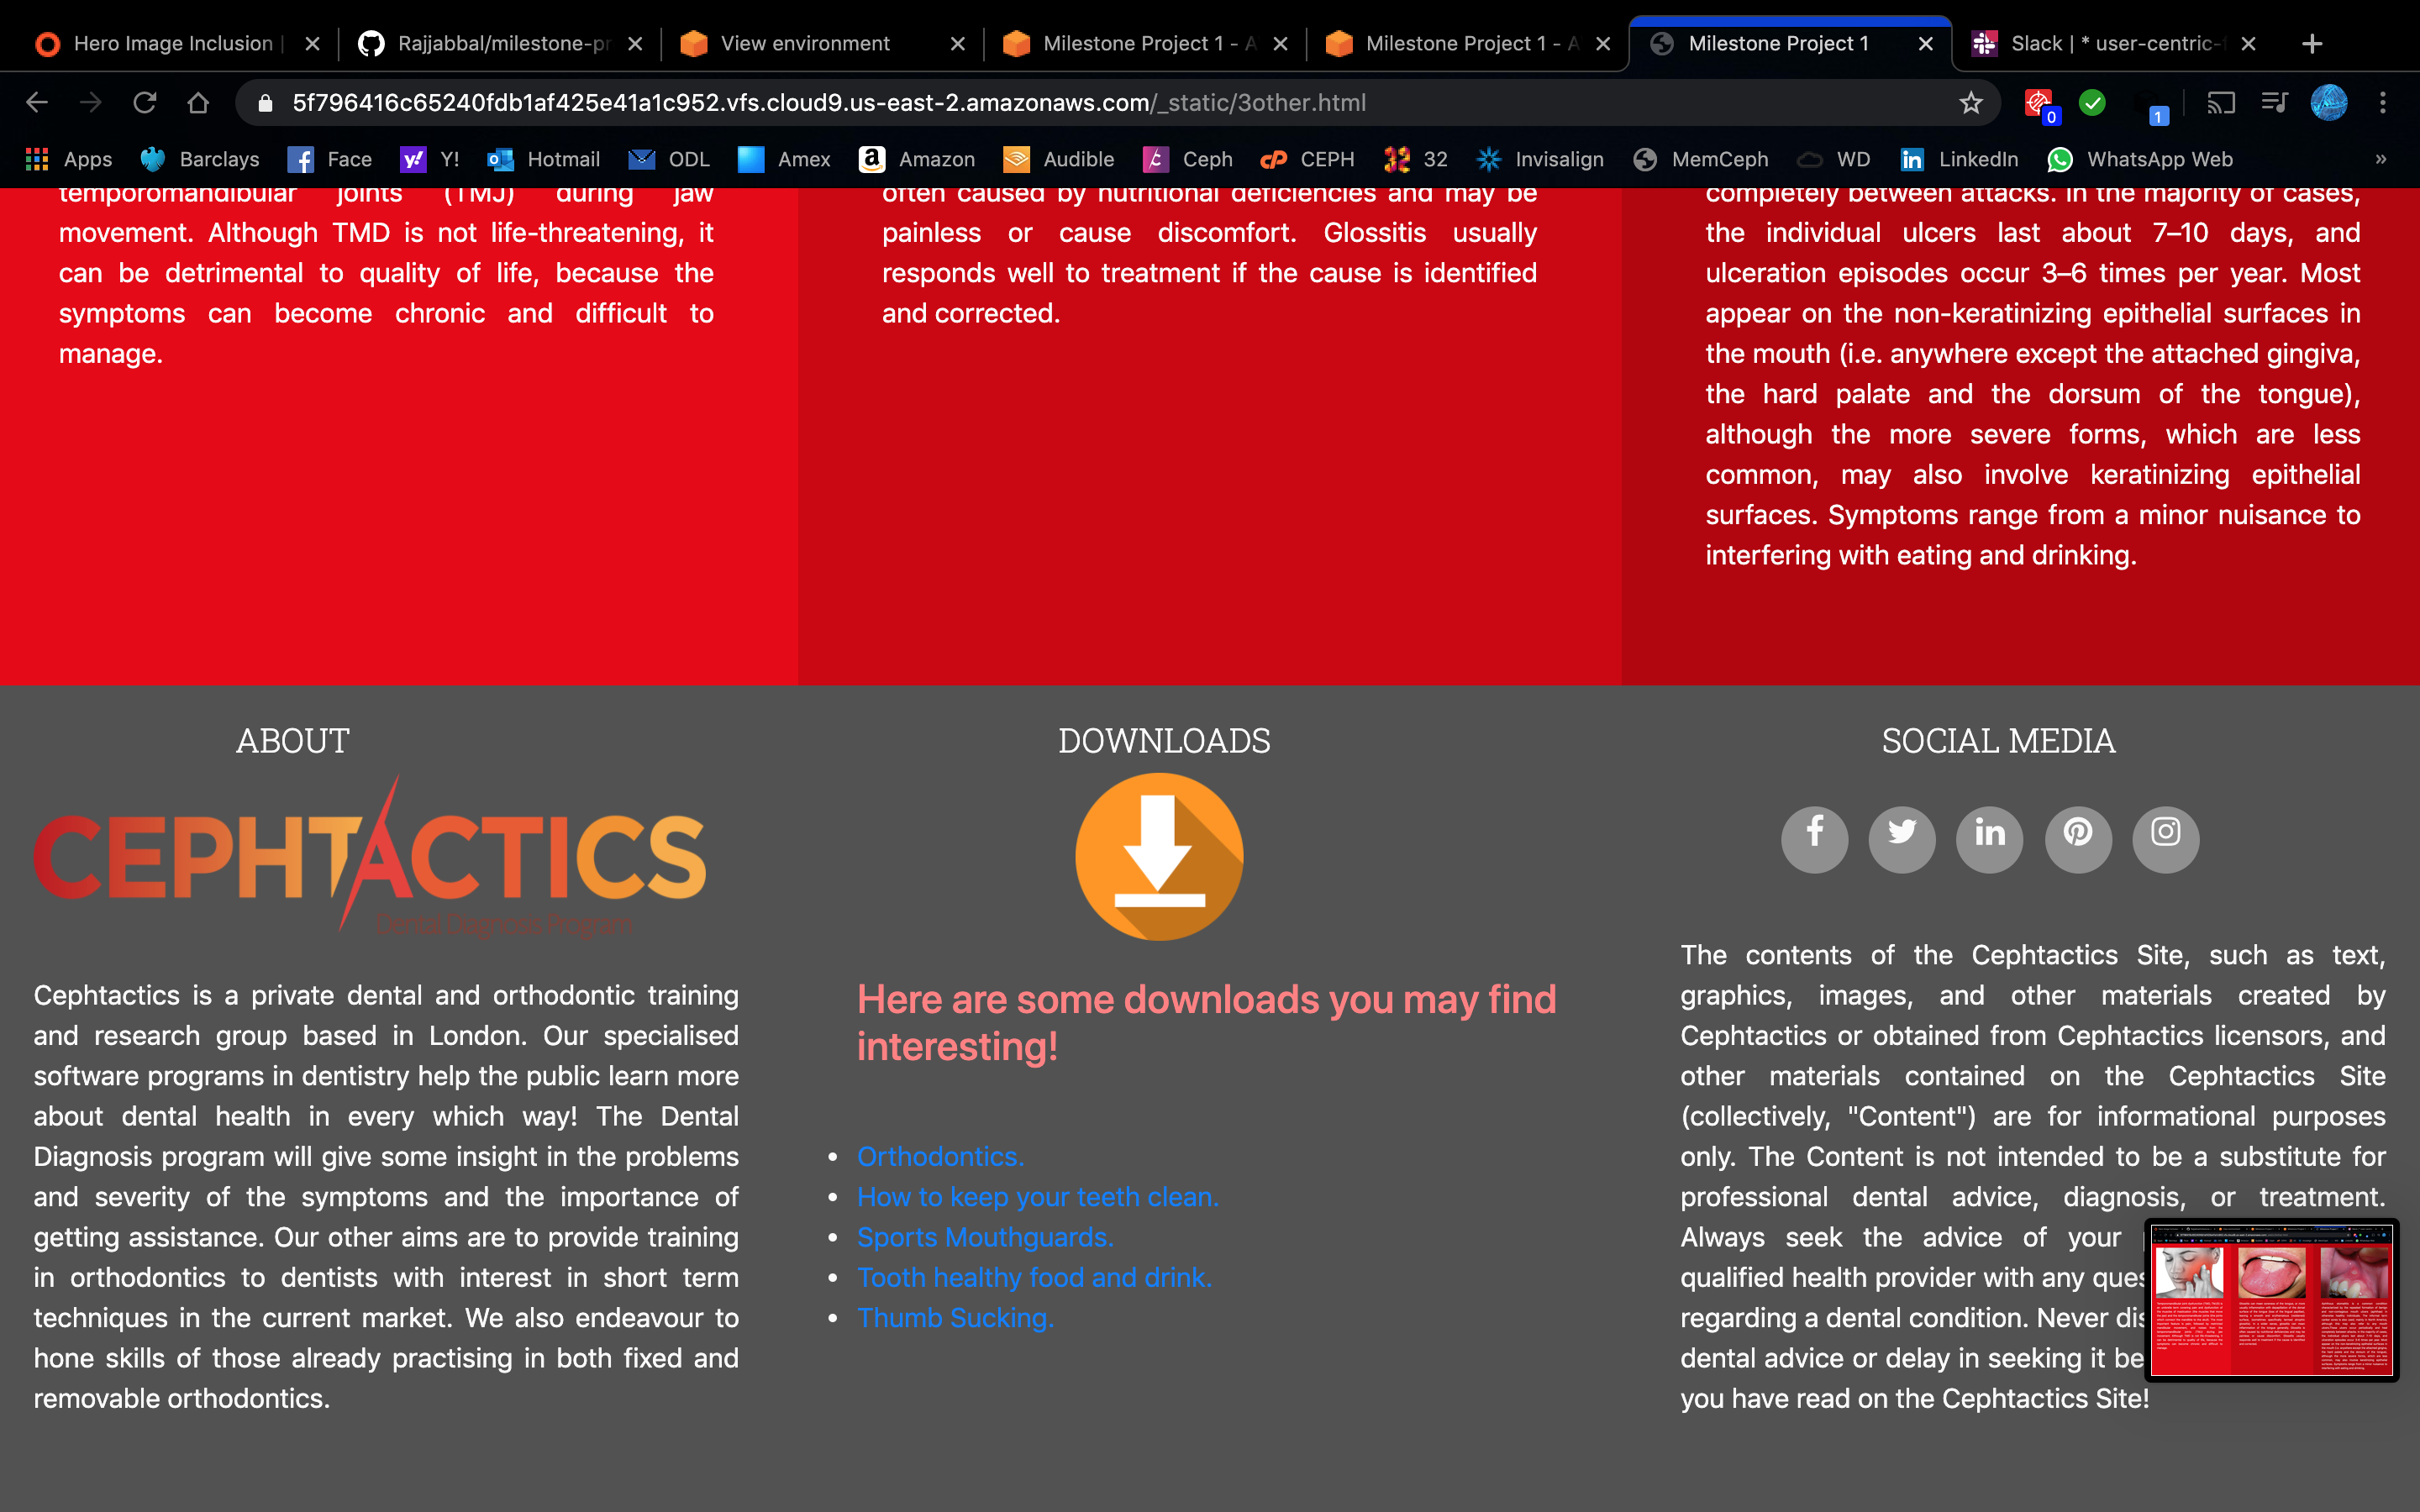 Hero Image Inclusion |
Rajjabbal/milestone-pr
View environment
Milestone Project 1 - A
Milestone Project 1 - A
Milestone Project 1
Slack | * user-centric-f
5f796416c65240fdb1af425e41a1c952.vfs.cloud9.us-east-2.amazonaws.com/_static/3other.html
0
1
Apps
Barclays
Face
Y!
Hotmail
ODL
Amex
Amazon
Audible
Ceph
CEPH
32
Invisalign
MemCeph
WD
LinkedIn
WhatsApp Web
»
temporomandibular joints (TMJ) during jaw
movement. Although TMD is not life-threatening, it
can be detrimental to quality of life, because the
symptoms can become chronic and difficult to
manage.
often caused by nutritional deficiencies and may be
painless or cause discomfort. Glossitis usually
responds well to treatment if the cause is identified
and corrected.
completely between attacks. In the majority of cases,
the individual ulcers last about 7–10 days, and
ulceration episodes occur 3–6 times per year. Most
appear on the non-keratinizing epithelial surfaces in
the mouth (i.e. anywhere except the attached gingiva,
the hard palate and the dorsum of the tongue),
although the more severe forms, which are less
common, may also involve keratinizing epithelial
surfaces. Symptoms range from a minor nuisance to
interfering with eating and drinking.
ABOUT
CEPHTACTICS
Dental Diagnosis Program
Cephtactics is a private dental and orthodontic training
and research group based in London. Our specialised
software programs in dentistry help the public learn more
about dental health in every which way! The Dental
Diagnosis program will give some insight in the problems
and severity of the symptoms and the importance of
getting assistance. Our other aims are to provide training
in orthodontics to dentists with interest in short term
techniques in the current market. We also endeavour to
hone skills of those already practising in both fixed and
removable orthodontics.
DOWNLOADS
Here are some downloads you may find
interesting!
• Orthodontics.
• How to keep your teeth clean.
• Sports Mouthguards.
• Tooth healthy food and drink.
• Thumb Sucking.
SOCIAL MEDIA
The contents of the Cephtactics Site, such as text,
graphics, images, and other materials created by
Cephtactics or obtained from Cephtactics licensors, and
other materials contained on the Cephtactics Site
(collectively, "Content") are for informational purposes
only. The Content is not intended to be a substitute for
professional dental advice, diagnosis, or treatment.
Always seek the advice of your
qualified health provider with any ques
regarding a dental condition. Never dis
dental advice or delay in seeking it be
you have read on the Cephtactics Site!